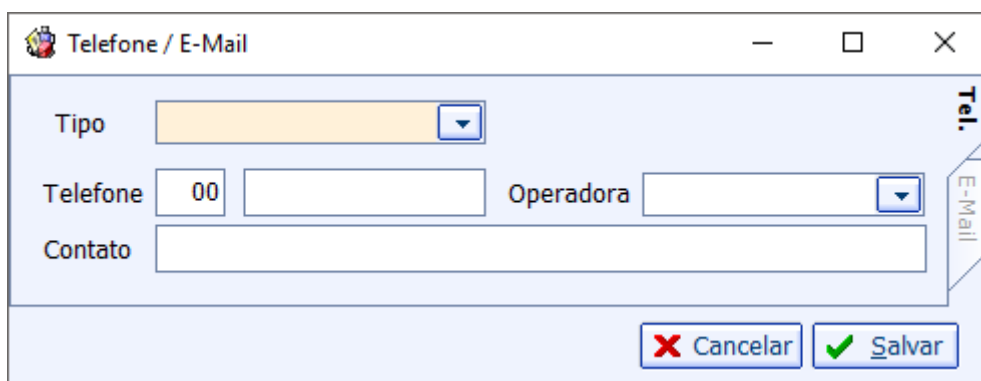 Telefone / E-Mail
Tel.
Tipo
Telefone 00 Operadora
E-Mail
Contato
Cancelar Salvar